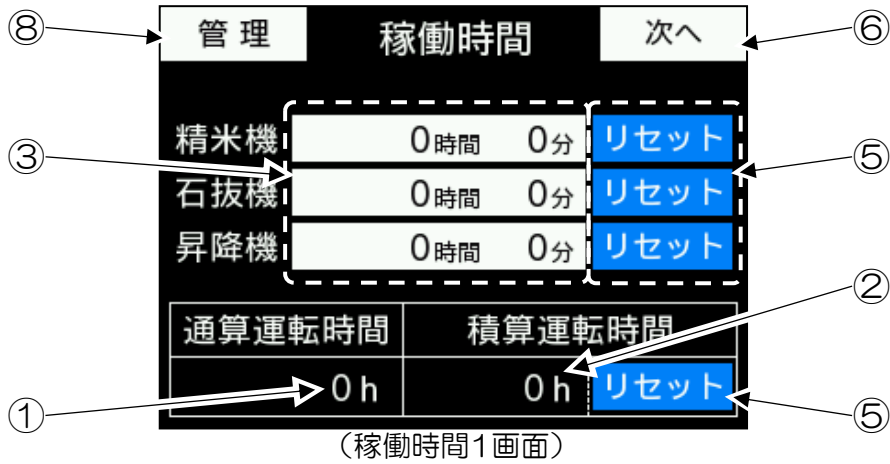 ⑧ 管理 稼働時間 次へ ⑥
精米機 0時間 0分 リセット
③ 石抜機 0時間 0分 リセット ⑤
昇降機 0時間 0分 リセット
②
通算運転時間 積算運転時間
① 0h 0h リセット ⑤
（稼働時間1画面）